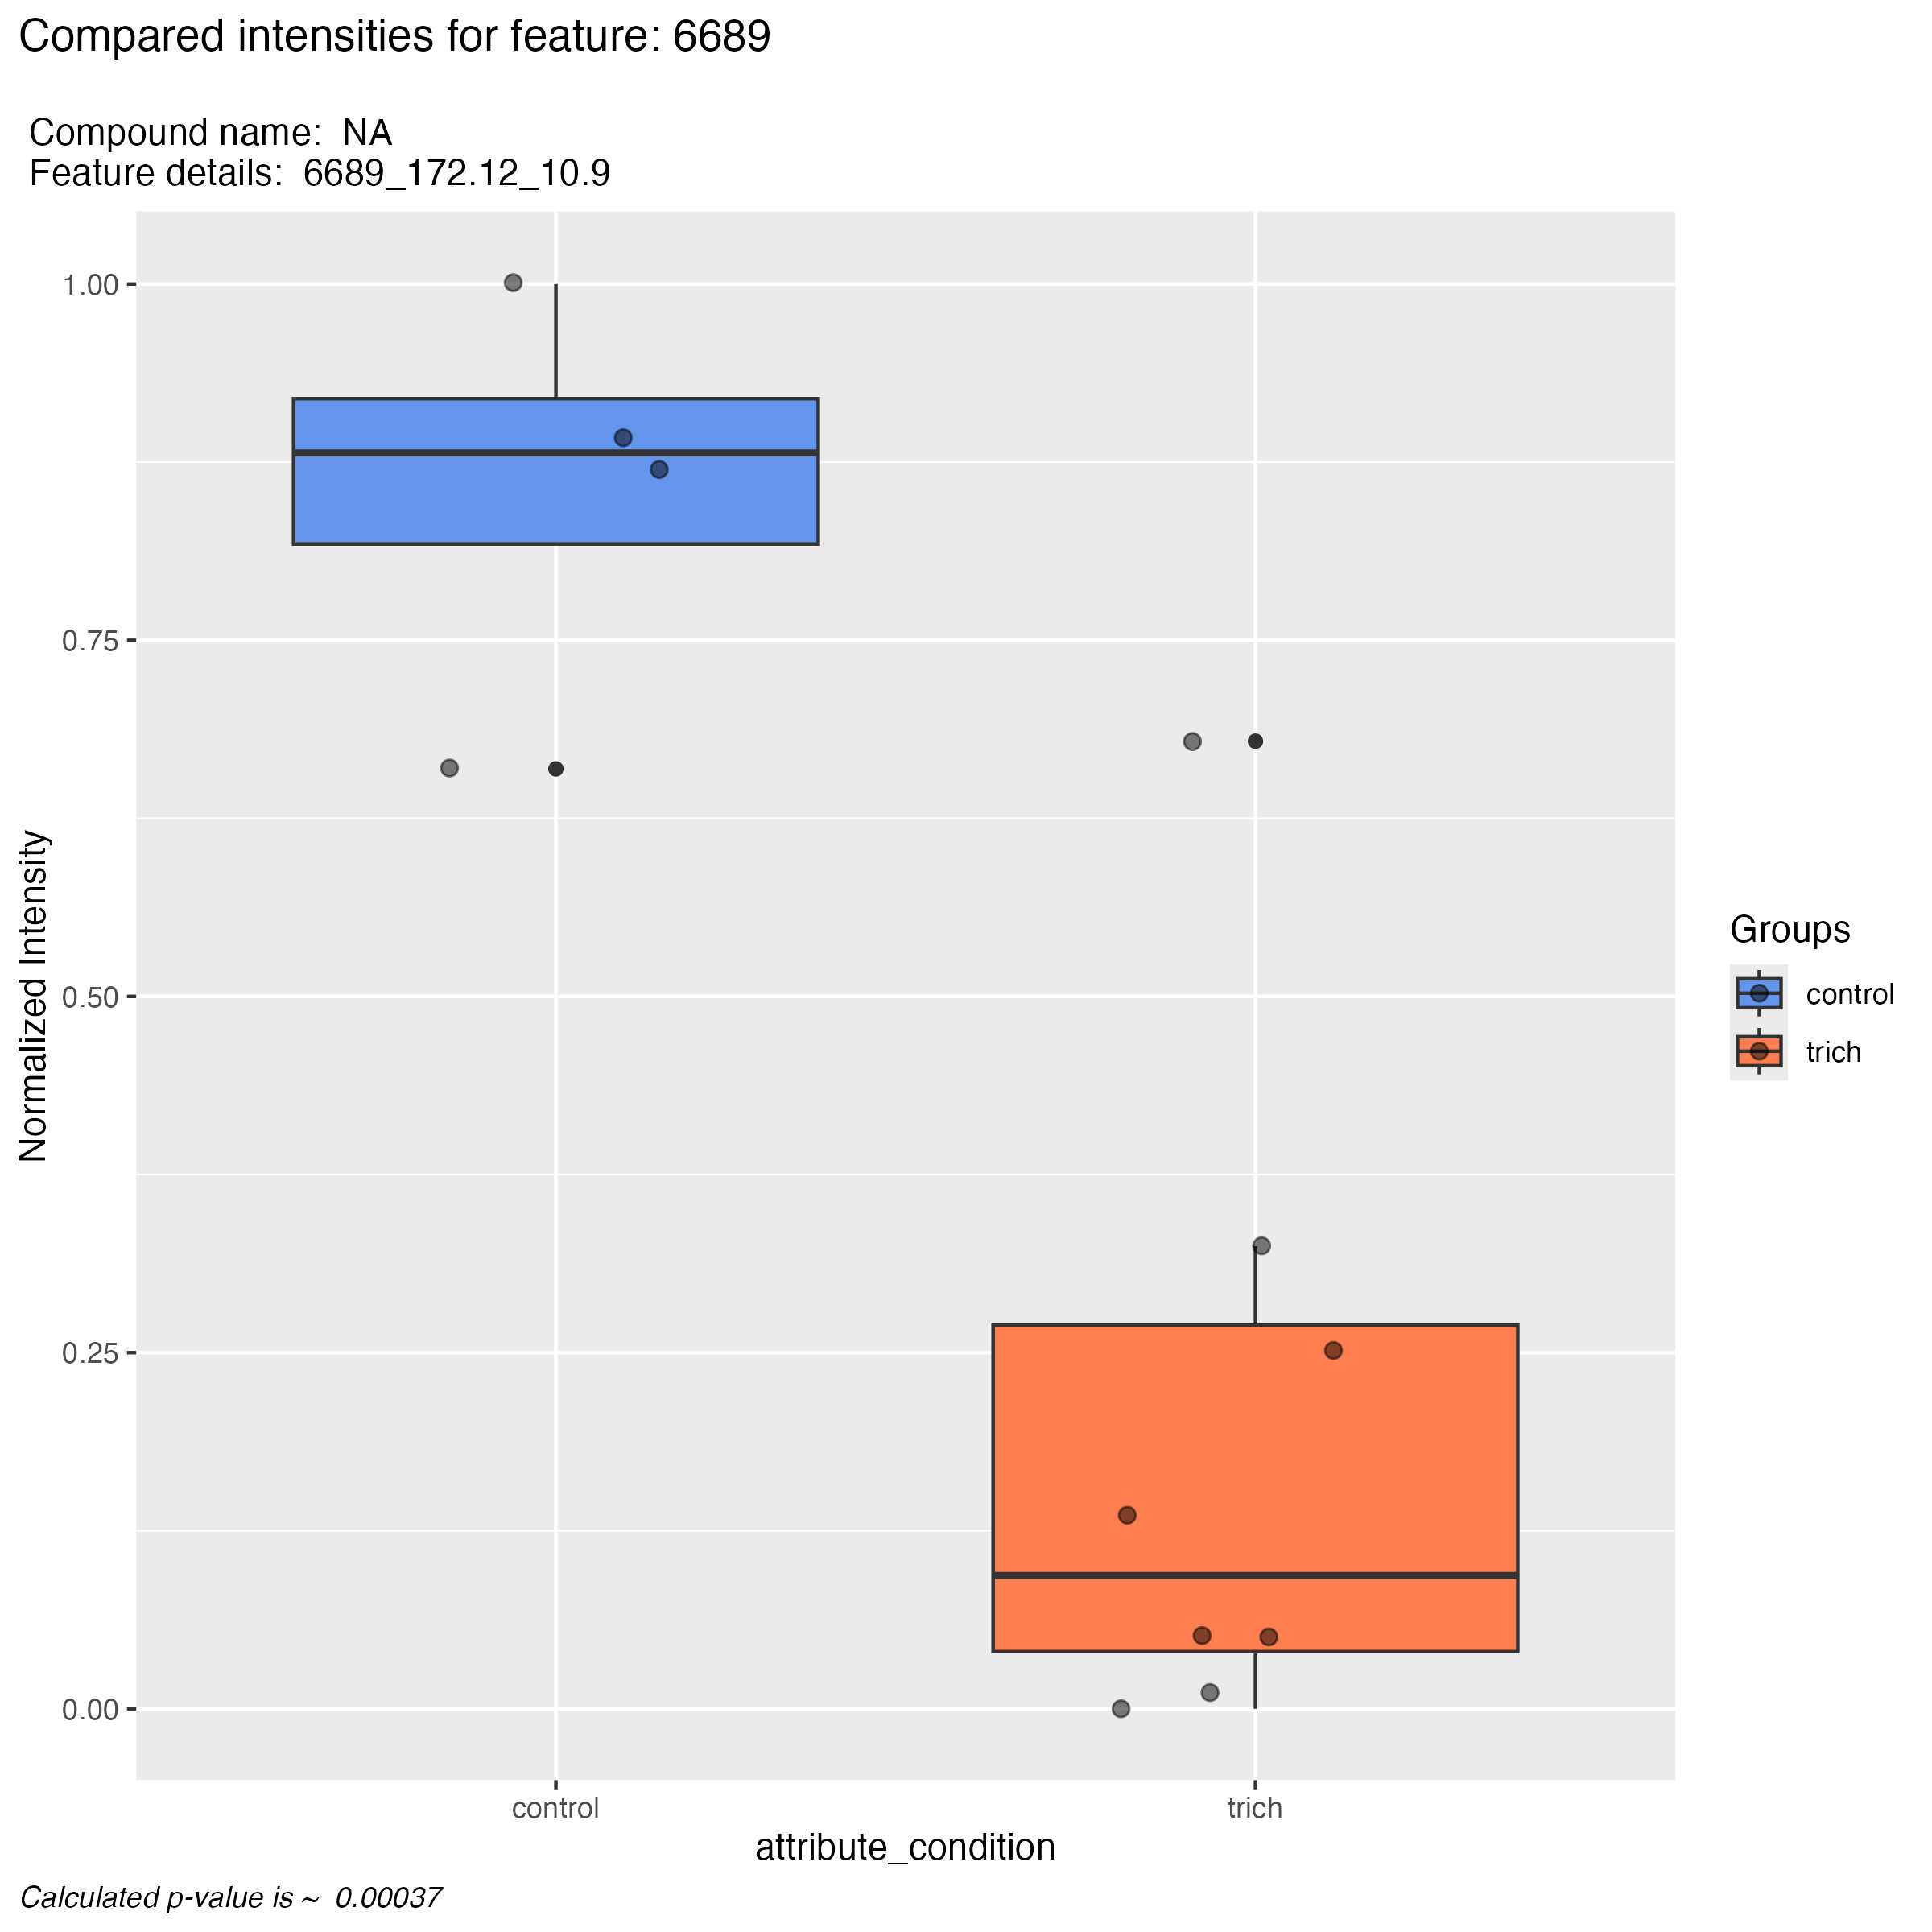 Compared intensities for feature: 6689
Compound name: NA
Feature details: 6689_172.12_10.9
1.00
0.75
0.50
0.25
0.00
Normalized Intensity
control
trich
attribute_condition
Groups
control
trich
Calculated p-value is ~ 0.00037